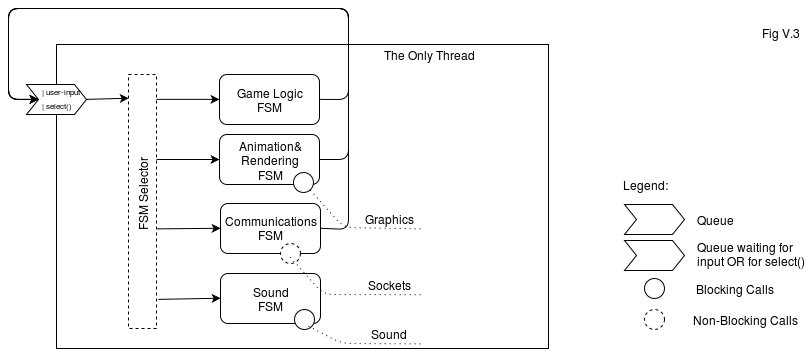 Fig V.3
The Only Thread
| user-input
| select()
FSM Selector
Game Logic
FSM
Animation&
Rendering
FSM
Communications
FSM
Sound
FSM
Graphics
Sockets
Sound
Legend:
Queue
Queue waiting for
input OR for select()
Blocking Calls
Non-Blocking Calls